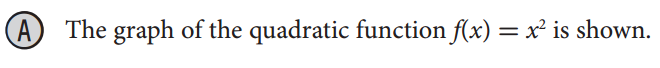 A The graph of the quadratic function f(x) = x² is shown.